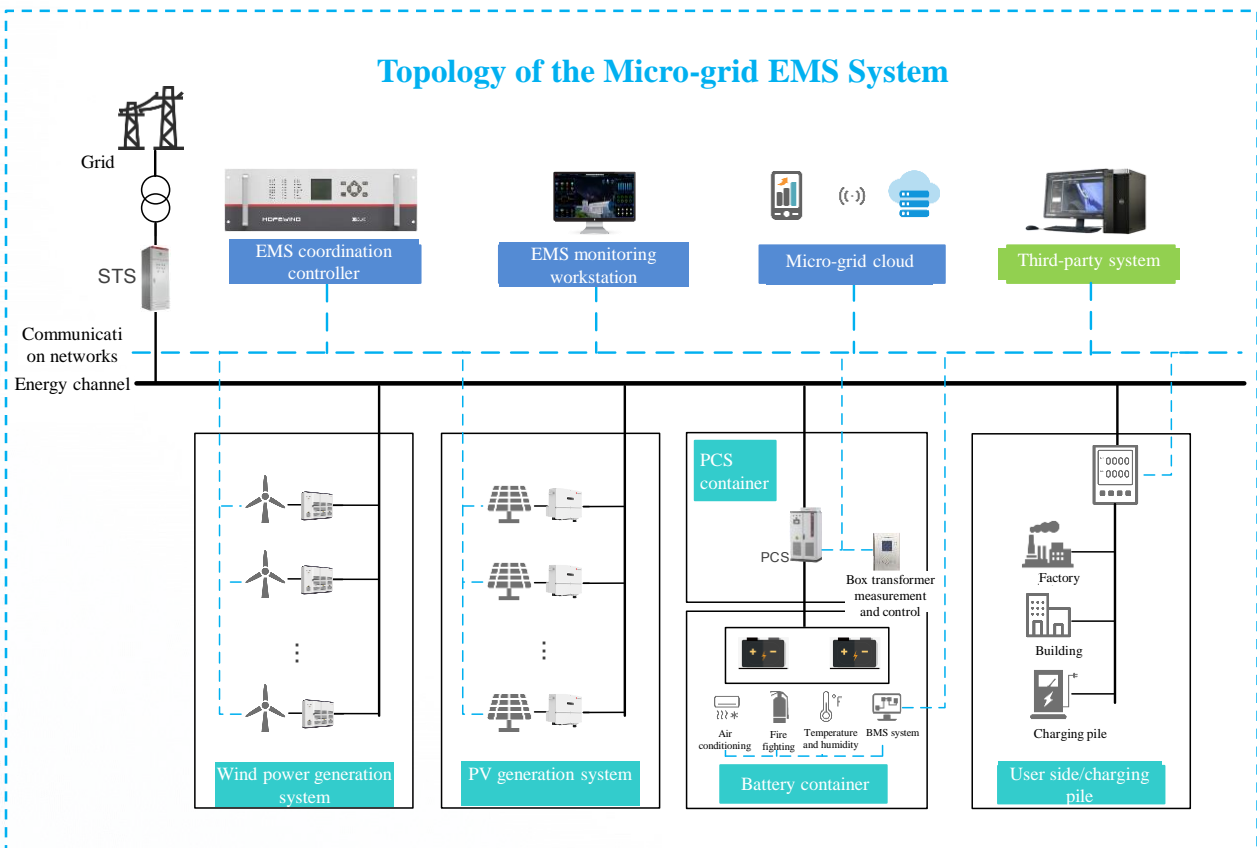 Topology of the Micro-grid EMS System
Grid
HOPEWIND
EMS coordination
controller
EMS monitoring
workstation
Micro-grid cloud
Third-party system
STS
Communicati
on networks
Energy channel
PCS
container
0000
0000
PCS
Box transformer
measurement
and control
Factory
Building
°F
Air
conditioning
Fire
fighting
Temperature
and humidity
BMS system
Charging pile
Wind power generation
system
PV generation system
Battery container
User side/charging
pile